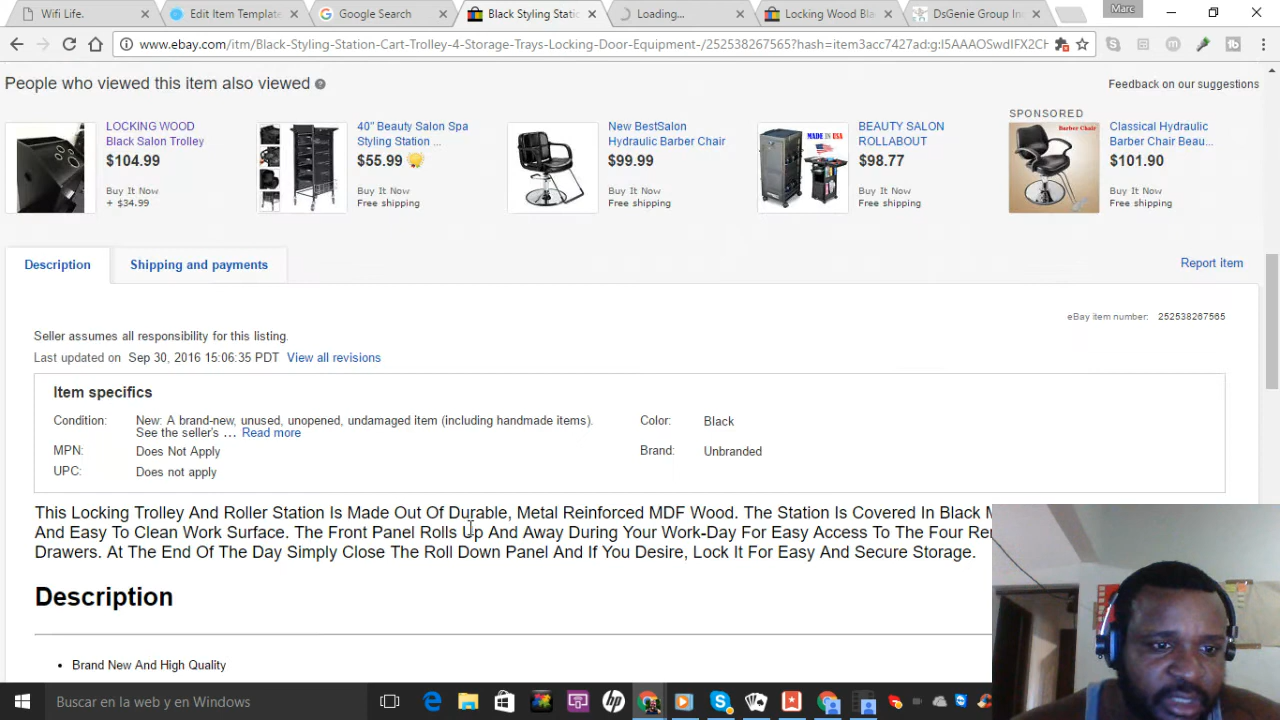 Wifi Life.
Edit Item Template
Google Search
Black Styling Static
Loading...
Locking Wood Bla
DsGenie Group Inc
Marc
www.ebay.com/itm/Black-Styling-Station-Cart-Trolley-4-Storage-Trays-Locking-Door-Equipment-/252538267565?hash=item3acc7427ad:g:I5AAAOSwdIFX2CH
People who viewed this item also viewed
Feedback on our suggestions
LOCKING WOOD
Black Salon Trolley
$104.99
Buy It Now
+ $34.99
40" Beauty Salon Spa
Styling Station ...
$55.99
Buy It Now
Free shipping
New BestSalon
Hydraulic Barber Chair
$99.99
Buy It Now
Free shipping
MADE IN USA
BEAUTY SALON
ROLLABOUT
$98.77
Buy It Now
Free shipping
SPONSORED
Barber Chair
Classical Hydraulic
Barber Chair Beau...
$101.90
Buy It Now
Free shipping
Description
Shipping and payments
Report item
eBay item number: 252538267565
Seller assumes all responsibility for this listing.
Last updated on Sep 30, 2016 15:06:35 PDT View all revisions
Item specifics
Condition: New: A brand-new, unused, unopened, undamaged item (including handmade items).
See the seller's ... Read more
Color: Black
MPN: Does Not Apply
Brand: Unbranded
UPC: Does not apply
This Locking Trolley And Roller Station Is Made Out Of Durable, Metal Reinforced MDF Wood. The Station Is Covered In Black M
And Easy To Clean Work Surface. The Front Panel Rolls Up And Away During Your Work-Day For Easy Access To The Four Re
Drawers. At The End Of The Day Simply Close The Roll Down Panel And If You Desire, Lock It For Easy And Secure Storage.
Description
• Brand New And High Quality
Buscar en la web y en Windows